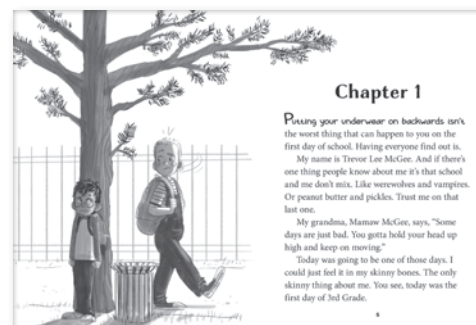 Chapter 1
Putting your underwear on backwards isn't
the worst thing that can happen to you on the
first day of school. Having everyone find out is.
My name is Trevor Lee McGee. And if there's
one thing people know about me it's that school
and me don't mix. Like werewolves and vampires.
Or peanut butter and pickles. Trust me on that
last one.
My grandma, Mamaw McGee, says, "Some
days are just bad. You gotta hold your head up
high and keep on moving."
Today was going to be one of those days. I
could just feel it in my skinny bones. The only
skinny thing about me. You see, today was the
first day of 3rd Grade.